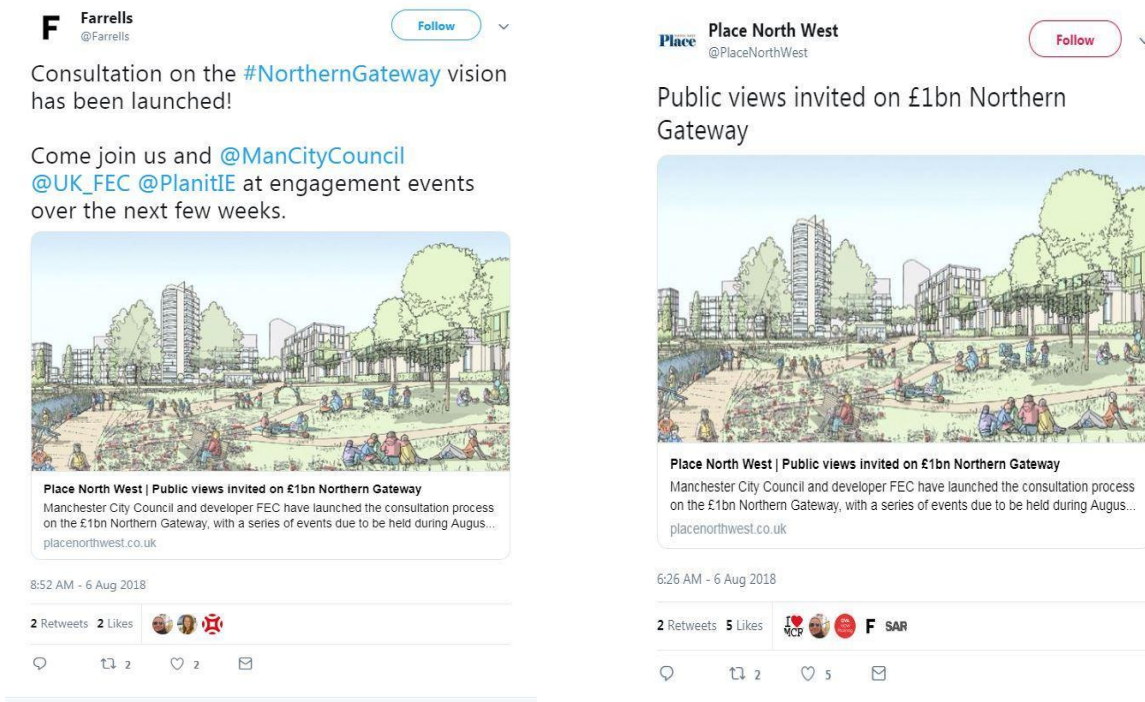 F
Farrells
@Farrells
Follow
Consultation on the #NorthernGateway vision
has been launched!
Come join us and @ManCityCouncil
@UK_FEC @PlanitIE at engagement events
over the next few weeks.
Place North West | Public views invited on £1bn Northern Gateway
Manchester City Council and developer FEC have launched the consultation process
on the £1bn Northern Gateway, with a series of events due to be held during Augus...
placenorthwest.co.uk
8:52 AM - 6 Aug 2018
2 Retweets 2 Likes
2 2
Place
Place North West
@PlaceNorthWest
Follow
Public views invited on £1bn Northern
Gateway
Place North West | Public views invited on £1bn Northern Gateway
Manchester City Council and developer FEC have launched the consultation process
on the £1bn Northern Gateway, with a series of events due to be held during Augus...
placenorthwest.co.uk
6:26 AM - 6 Aug 2018
2 Retweets 5 Likes
I MCR F SAR
2 5